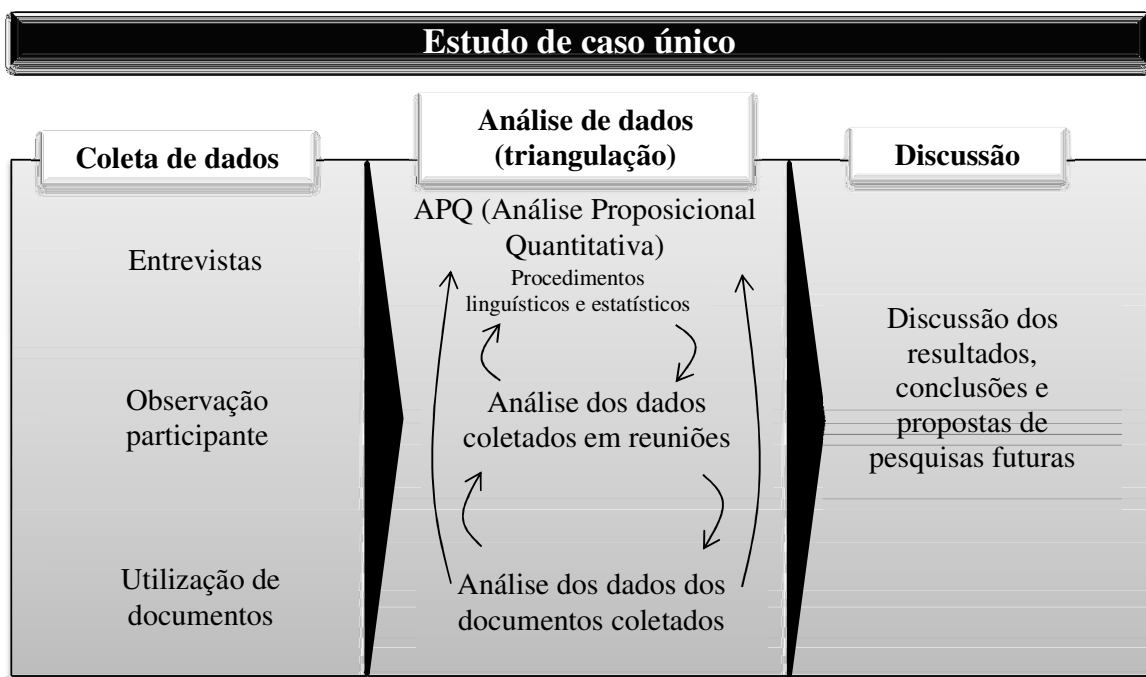 Estudo de caso único
Coleta de dados
Entrevistas
Observação
participante
Utilização de
documentos
Análise de dados
(triangulação)
APQ (Análise Proposicional
Quantitativa)
Procedimentos
linguísticos e estatísticos
Análise dos dados
coletados em reuniões
Análise dos dados dos
documentos coletados
Discussão
Discussão dos
resultados,
conclusões e
propostas de
pesquisas futuras